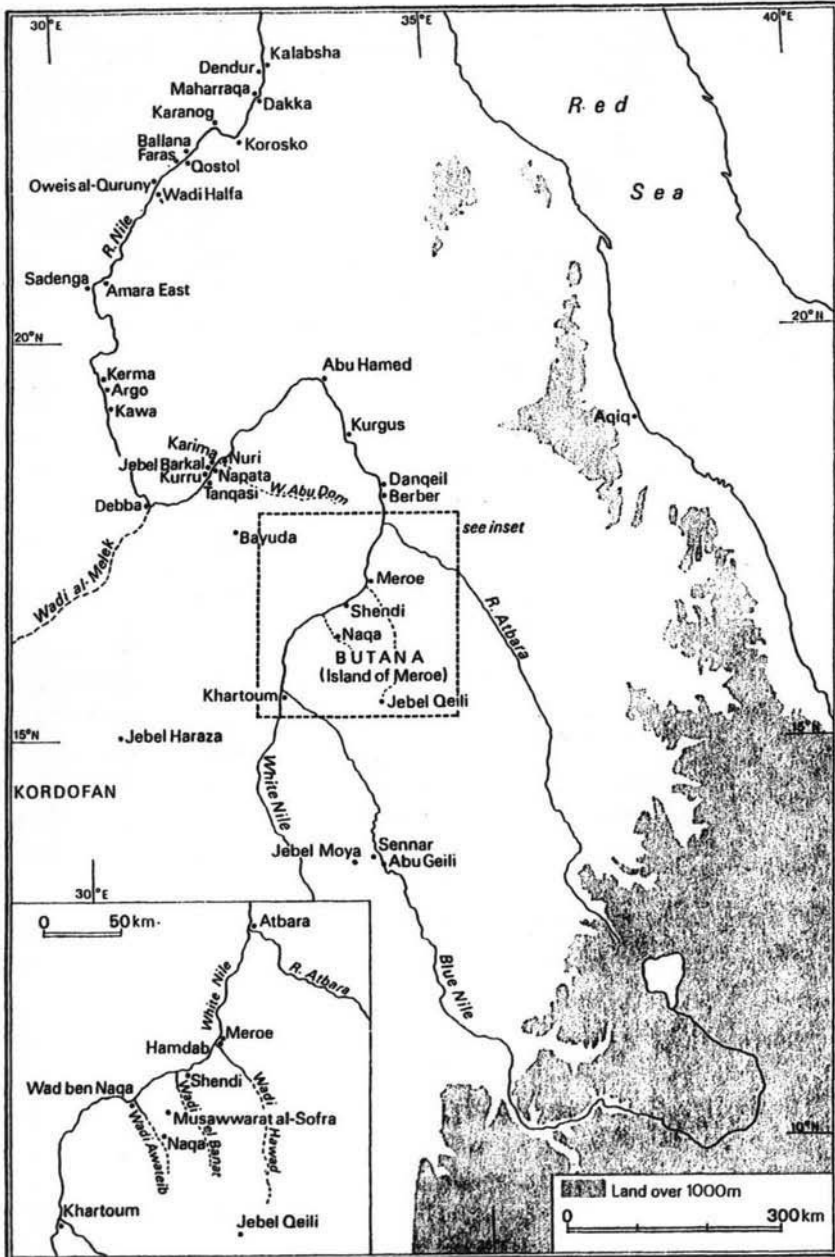 30°E
35°E
40°E
Kalabsha
Dendur
Maharraqa
Dakka
Karanog
Korosko
Ballana
Faras
Qostol
Oweis al-Quruny
Wadi Halfa
R. Nile
Red
Sea
Sadenga
Amara East
20°N
20°N
Kerma
Argo
Kawa
Abu Hamed
Kurgus
Aqiq
Karima
Nuri
Jebel Barkal
Napata
Kurru
Tanqasi
W. Abu Dom
Danqeil
Berber
Debba
see inset
Bayuda
Wadi al-Melek
Meroe
Shendi
R. Atbara
Naqa
BUTANA
(Island of Meroe)
Khartoum
Jebel Qeili
15°N
15°N
Jebel Haraza
KORDOFAN
White Nile
Jebel Moya
Sennar
Abu Geili
Blue Nile
10°N
30°E
0 50 km.
Atbara
R. Atbara
White Nile
Meroe
Hamdab
Shendi
Wad ben Naqa
Wadi Awateib
Wadi el Banat
Wadi Hawad
Musawwarat al-Sofra
Naqa
Khartoum
Jebel Qeili
Land over 1000m
0 300 km